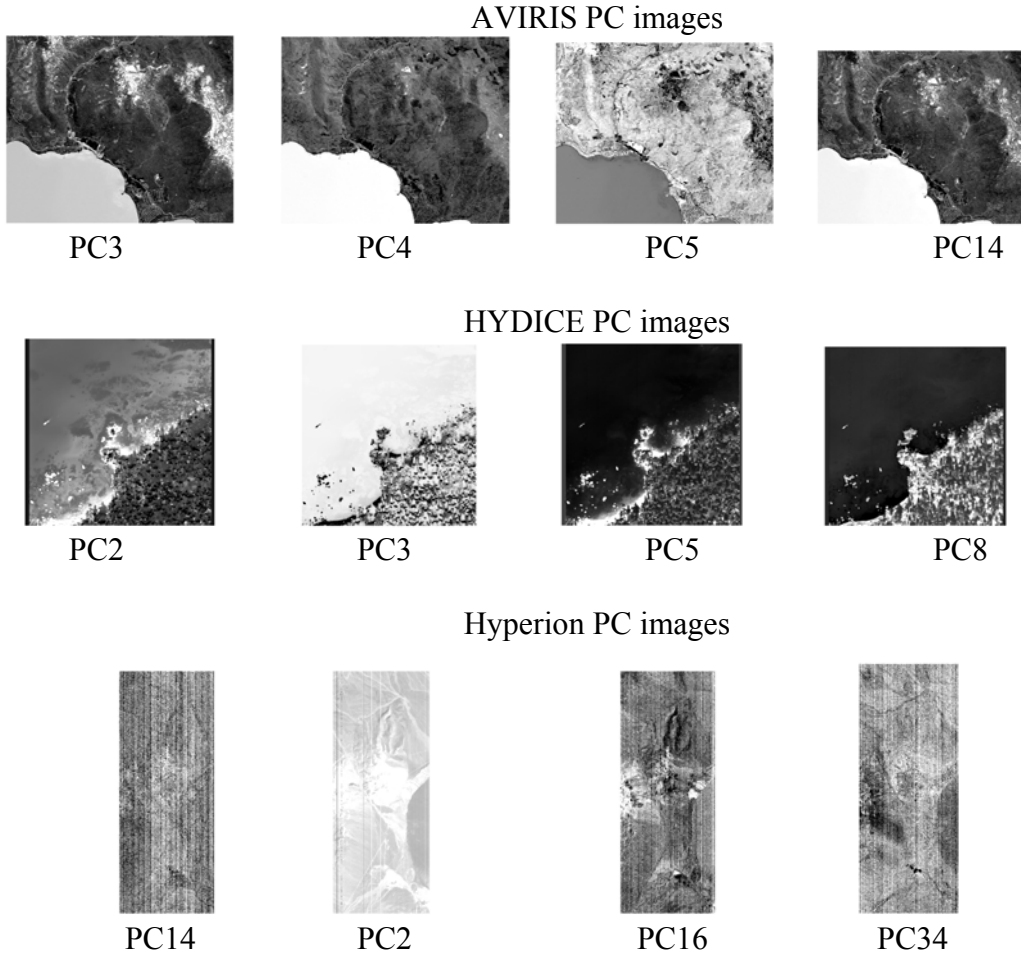 AVIRIS PC images
PC3 PC4 PC5 PC14
HYDICE PC images
PC2 PC3 PC5 PC8
Hyperion PC images
PC14 PC2 PC16 PC34